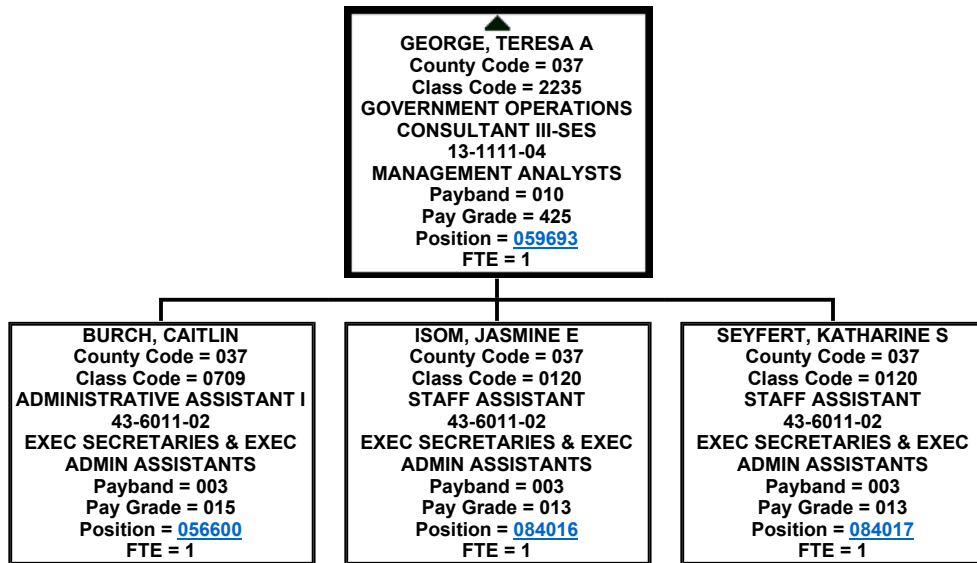 GEORGE, TERESA A
County Code = 037
Class Code = 2235
GOVERNMENT OPERATIONS
CONSULTANT III-SES
13-1111-04
MANAGEMENT ANALYSTS
Payband = 010
Pay Grade = 425
Position = 059693
FTE = 1
BURCH, CAITLIN
County Code = 037
Class Code = 0709
ADMINISTRATIVE ASSISTANT I
43-6011-02
EXEC SECRETARIES & EXEC
ADMIN ASSISTANTS
Payband = 003
Pay Grade = 015
Position = 056600
FTE = 1
ISOM, JASMINE E
County Code = 037
Class Code = 0120
STAFF ASSISTANT
43-6011-02
EXEC SECRETARIES & EXEC
ADMIN ASSISTANTS
Payband = 003
Pay Grade = 013
Position = 084016
FTE = 1
SEYFERT, KATHARINE S
County Code = 037
Class Code = 0120
STAFF ASSISTANT
43-6011-02
EXEC SECRETARIES & EXEC
ADMIN ASSISTANTS
Payband = 003
Pay Grade = 013
Position = 084017
FTE = 1